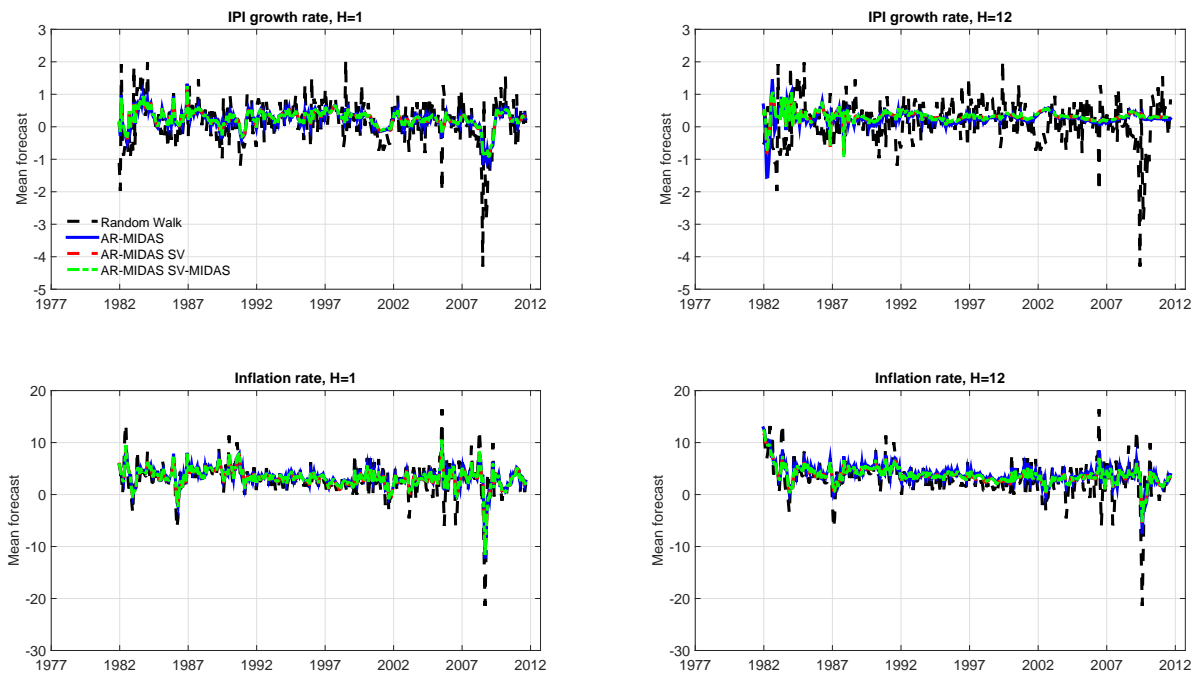 IPI growth rate, H=1
3
2
1
0
-1
-2
-3
-4
-5
Mean forecast
Random Walk
AR-MIDAS
AR-MIDAS SV
AR-MIDAS SV-MIDAS
1977 1982 1987 1992 1997 2002 2007 2012
IPI growth rate, H=12
3
2
1
0
-1
-2
-3
-4
-5
Mean forecast
1977 1982 1987 1992 1997 2002 2007 2012
Inflation rate, H=1
20
10
0
-10
-20
-30
Mean forecast
1977 1982 1987 1992 1997 2002 2007 2012
Inflation rate, H=12
20
10
0
-10
-20
-30
Mean forecast
1977 1982 1987 1992 1997 2002 2007 2012